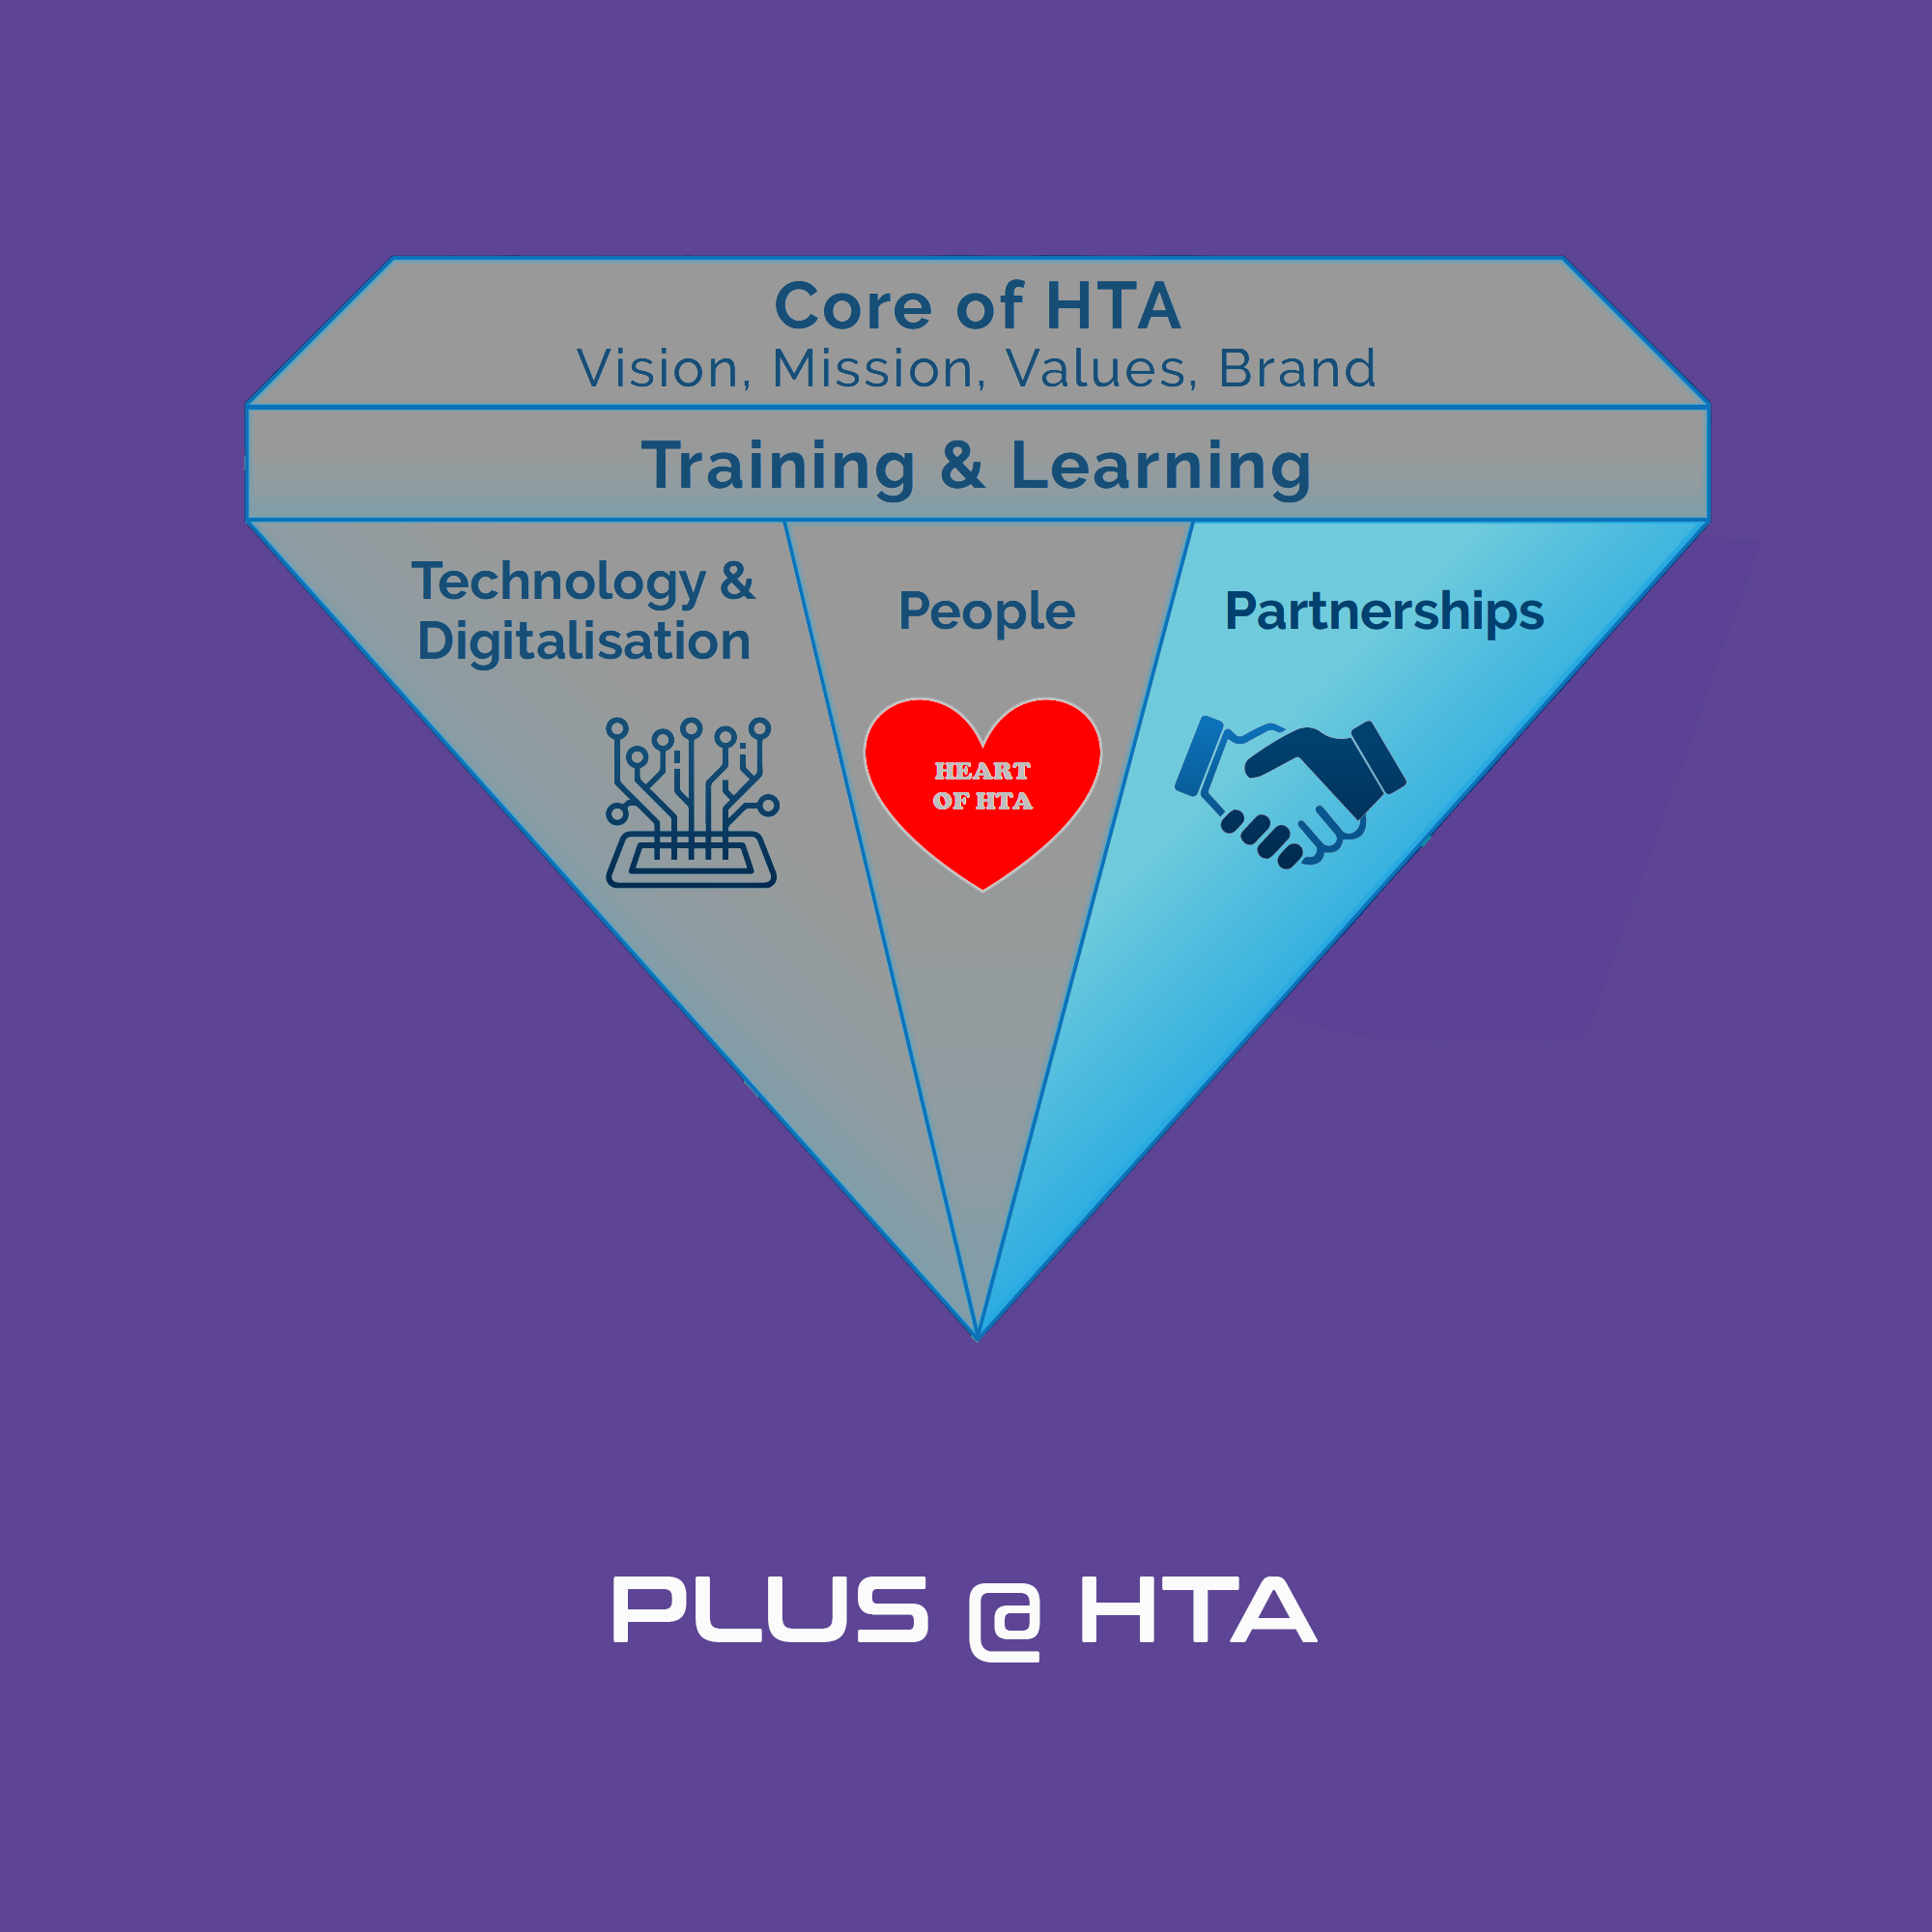 Core of HTA
Vision, Mission, Values, Brand
Training & Learning
Technology &
Digitalisation
People
Partnerships
HEART
OF HTA
PLUS @ HTA